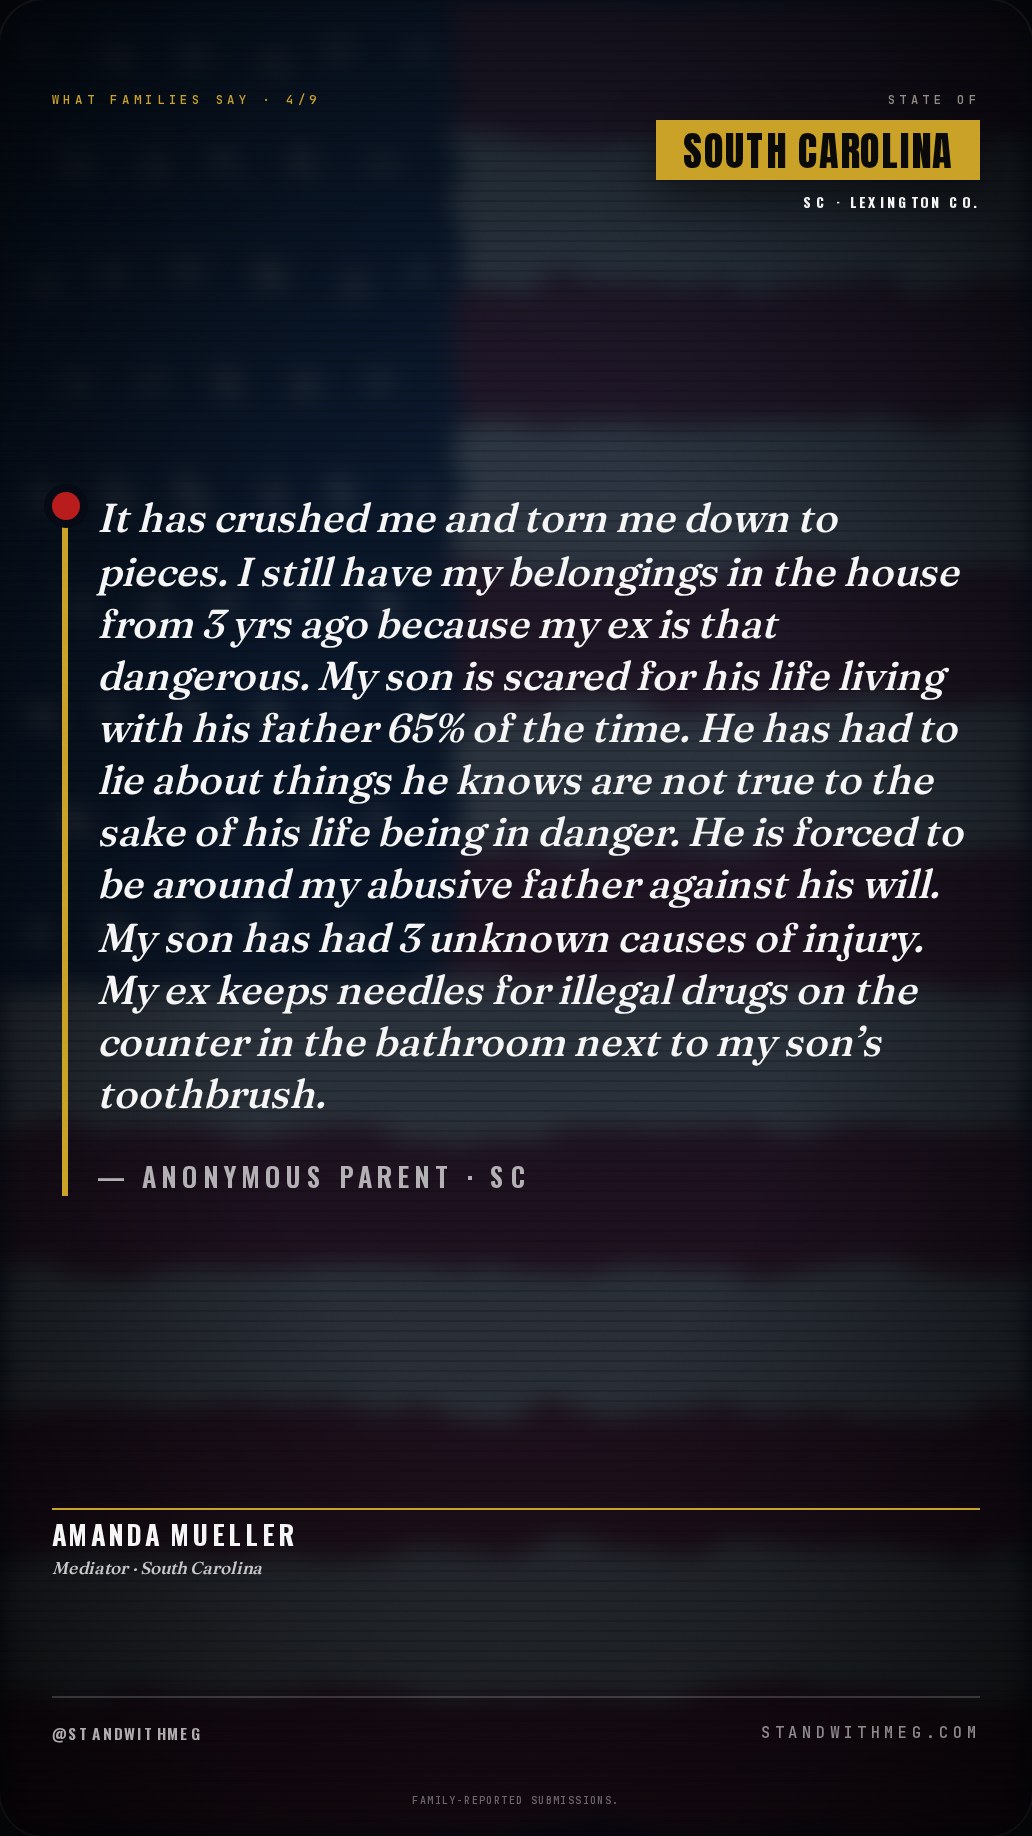 WHAT FAMILIES SAY · 4/9
STATE OF
SOUTH CAROLINA
SC · LEXINGTON CO.
It has crushed me and torn me down to
pieces. I still have my belongings in the house
from 3 yrs ago because my ex is that
dangerous. My son is scared for his life living
with his father 65% of the time. He has had to
lie about things he knows are not true to the
sake of his life being in danger. He is forced to
be around my abusive father against his will.
My son has had 3 unknown causes of injury.
My ex keeps needles for illegal drugs on the
counter in the bathroom next to my son’s
toothbrush.
— ANONYMOUS PARENT · SC
AMANDA MUELLER
Mediator · South Carolina
@STANDWITHMEG
STANDWITHMEG.COM
FAMILY-REPORTED SUBMISSIONS.